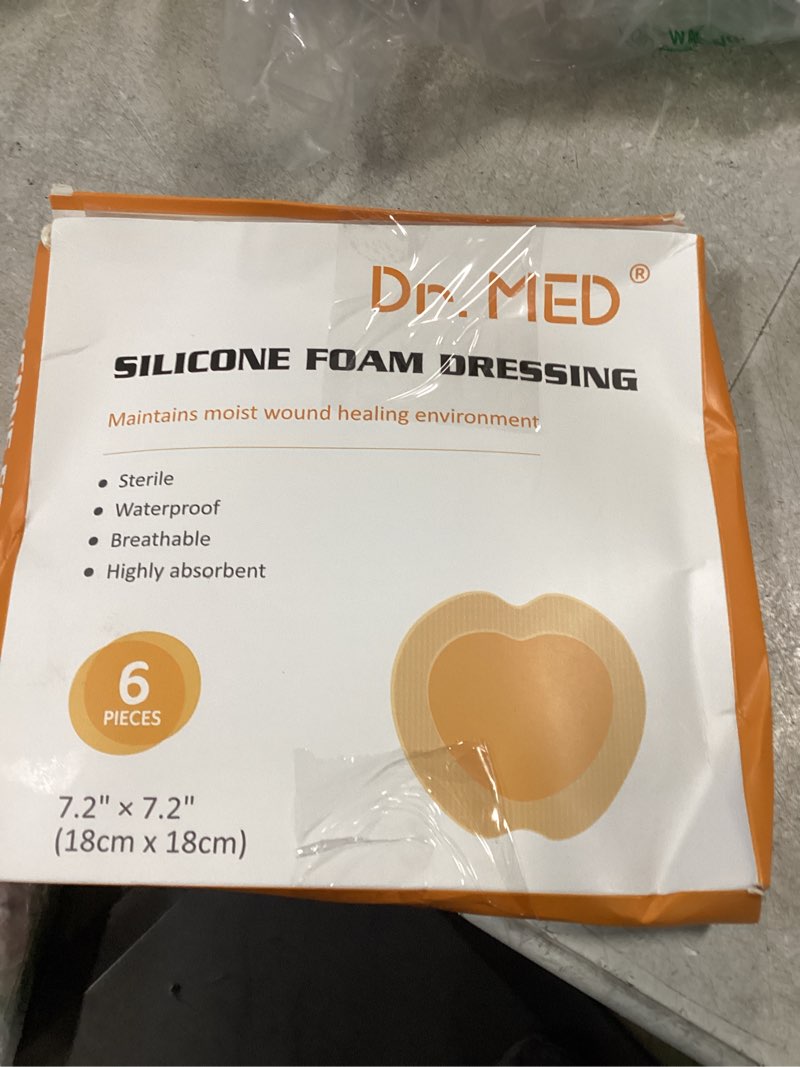 Dr. MED®
SILICONE FOAM DRESSING
Maintains moist wound healing environment
• Sterile
• Waterproof
• Breathable
• Highly absorbent
6
PIECES
7.2" × 7.2"
(18cm x 18cm)